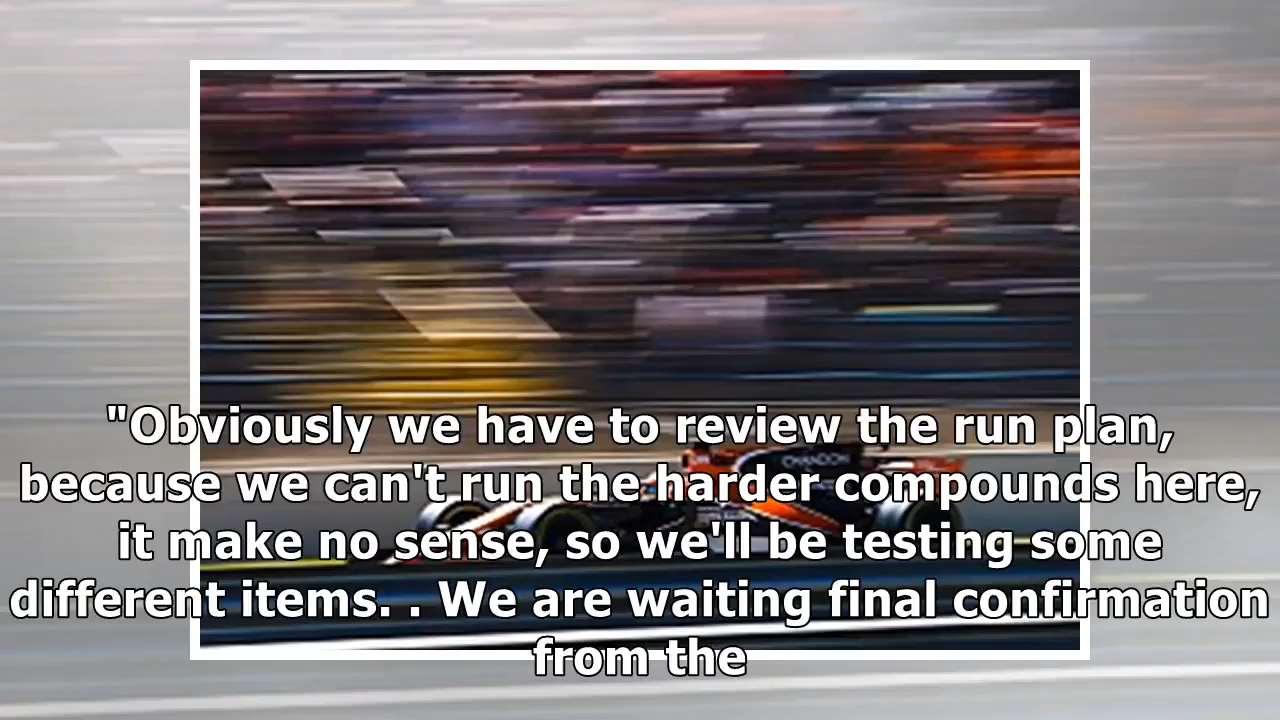 "Obviously we have to review the run plan,
because we can't run the harder compounds here,
it make no sense, so we'll be testing some
different items. . We are waiting final confirmation
from the
CHANDON